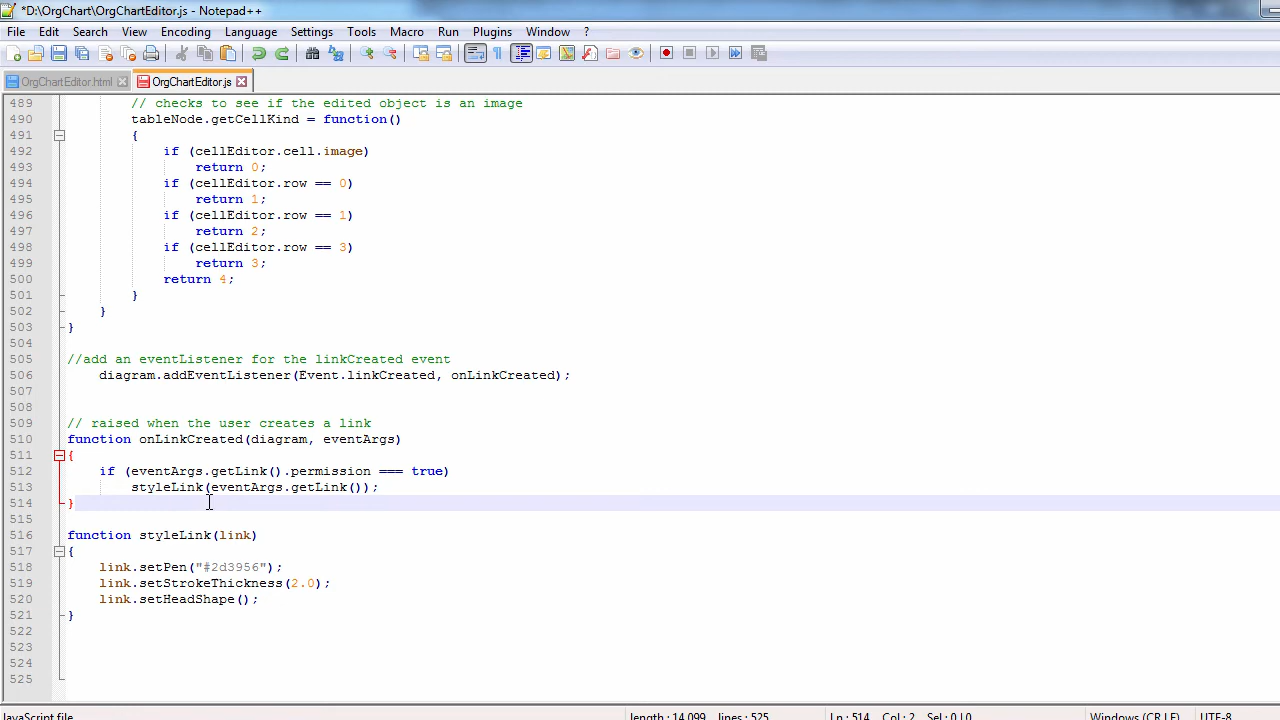 *D:\OrgChart\OrgChartEditor.js - Notepad++
File Edit Search View Encoding Language Settings Tools Macro Run Plugins Window ?
OrgChartEditor.html OrgChartEditor.js
489 // checks to see if the edited object is an image
490 tableNode.getCellKind = function()
491 {
492 if (cellEditor.cell.image)
493 return 0;
494 if (cellEditor.row == 0)
495 return 1;
496 if (cellEditor.row == 1)
497 return 2;
498 if (cellEditor.row == 3)
499 return 3;
500 return 4;
501 }
502 }
503 }
504
505 //add an eventListener for the linkCreated event
506 diagram.addEventListener(Event.linkCreated, onLinkCreated);
507
508
509 // raised when the user creates a link
510 function onLinkCreated(diagram, eventArgs)
511 {
512 if (eventArgs.getLink().permission === true)
513 styleLink(eventArgs.getLink());
514 }
515
516 function styleLink(link)
517 {
518 link.setPen("#2d3956");
519 link.setStrokeThickness(2.0);
520 link.setHeadShape();
521 }
522
523
524
525
JavaScript file length : 14,099 lines : 525 Ln : 514 Col : 2 Sel : 0 | 0 Windows (CR LF) UTF-8